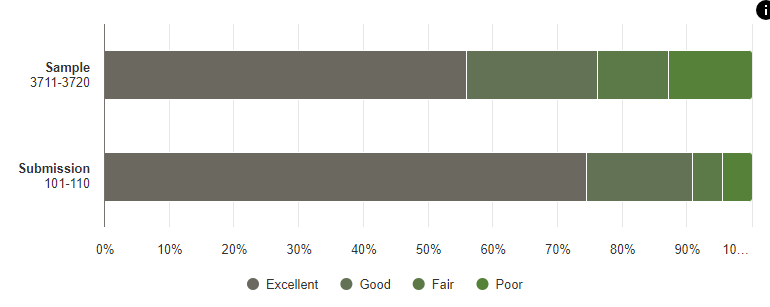 i
Sample
3711-3720
Submission
101-110
0% 10% 20% 30% 40% 50% 60% 70% 80% 90% 10...
Excellent Good Fair Poor